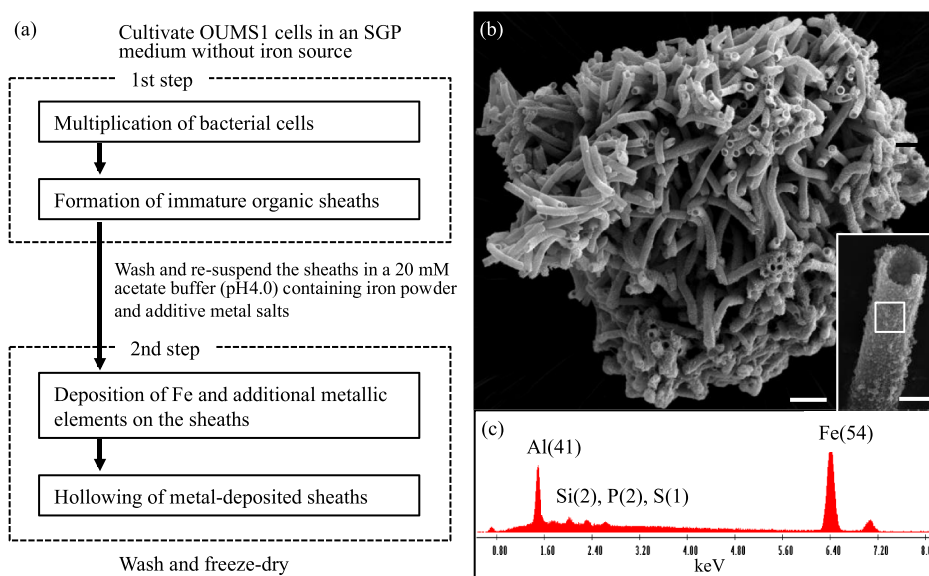 (a)
Cultivate OUMS1 cells in an SGP
medium without iron source
1st step
Multiplication of bacterial cells
Formation of immature organic sheaths
Wash and re-suspend the sheaths in a 20 mM
acetate buffer (pH4.0) containing iron powder
and additive metal salts
2nd step
Deposition of Fe and additional metallic
elements on the sheaths
Hollowing of metal-deposited sheaths
Wash and freeze-dry
(b)
(c)
Al(41)
Fe(54)
Si(2), P(2), S(1)
0.80 1.60 2.40 3.20 4.00 4.80 5.60 6.40 7.20 8.0
keV